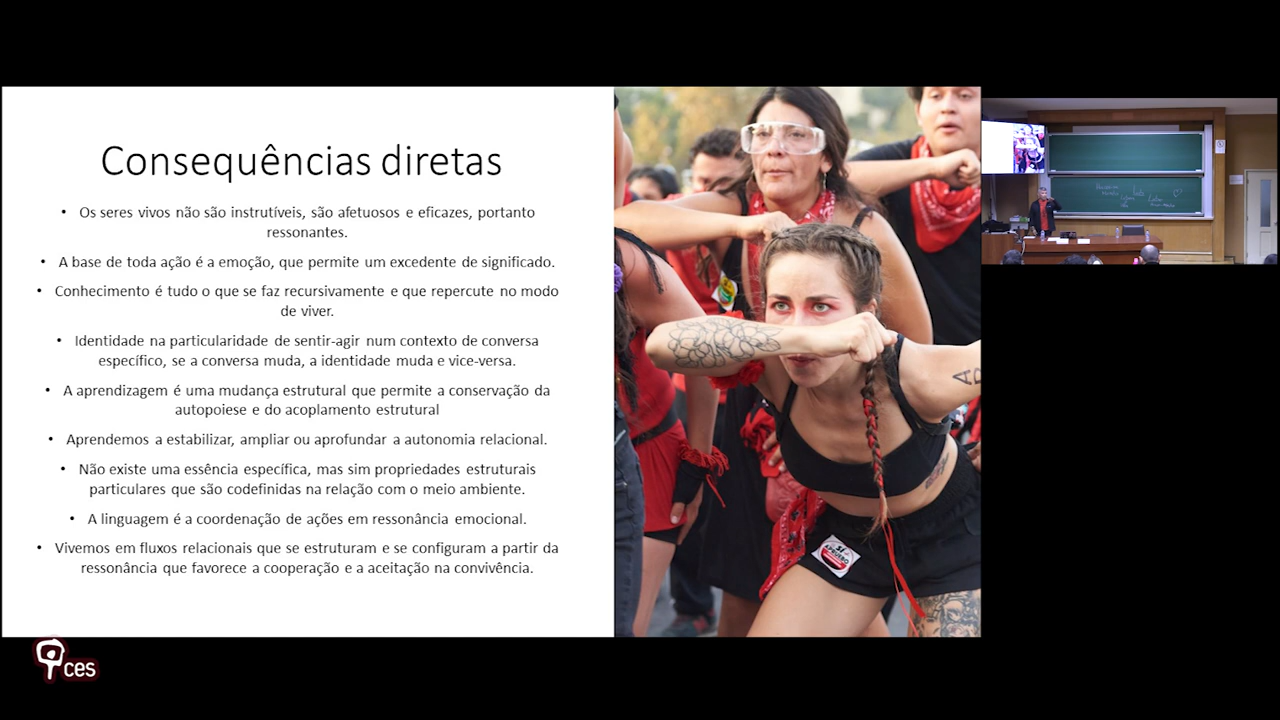 Consequências diretas
• Os seres vivos não são instrutíveis, são afetuosos e eficazes, portanto
ressonantes.
• A base de toda ação é a emoção, que permite um excedente de significado.
• Conhecimento é tudo o que se faz recursivamente e que repercute no modo
de viver.
• Identidade na particularidade de sentir-agir num contexto de conversa
específico, se a conversa muda, a identidade muda e vice-versa.
• A aprendizagem é uma mudança estrutural que permite a conservação da
autopoiese e do acoplamento estrutural
• Aprendemos a estabilizar, ampliar ou aprofundar a autonomia relacional.
• Não existe uma essência específica, mas sim propriedades estruturais
particulares que são codefinidas na relação com o meio ambiente.
• A linguagem é a coordenação de ações em ressonância emocional.
• Vivemos em fluxos relacionais que se estruturam e se configuram a partir da
ressonância que favorece a cooperação e a aceitação na convivência.
APRUEBO
ces